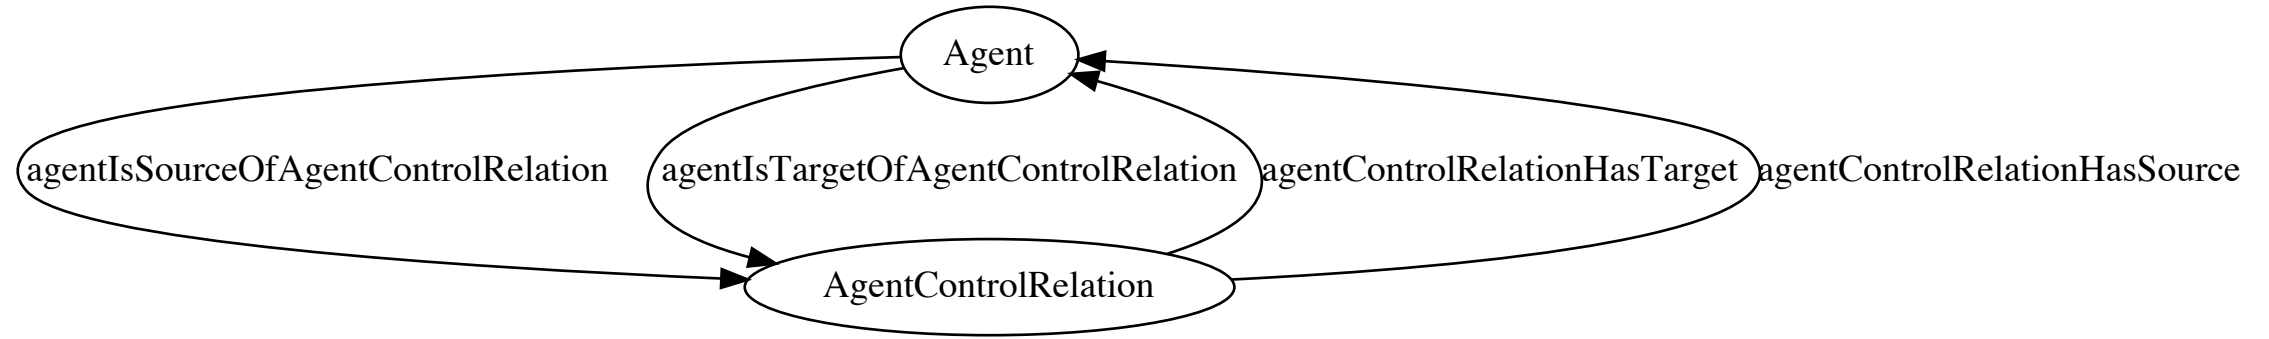 Agent
agentIsSourceOfAgentControlRelation
agentIsTargetOfAgentControlRelation
agentControlRelationHasTarget
agentControlRelationHasSource
AgentControlRelation